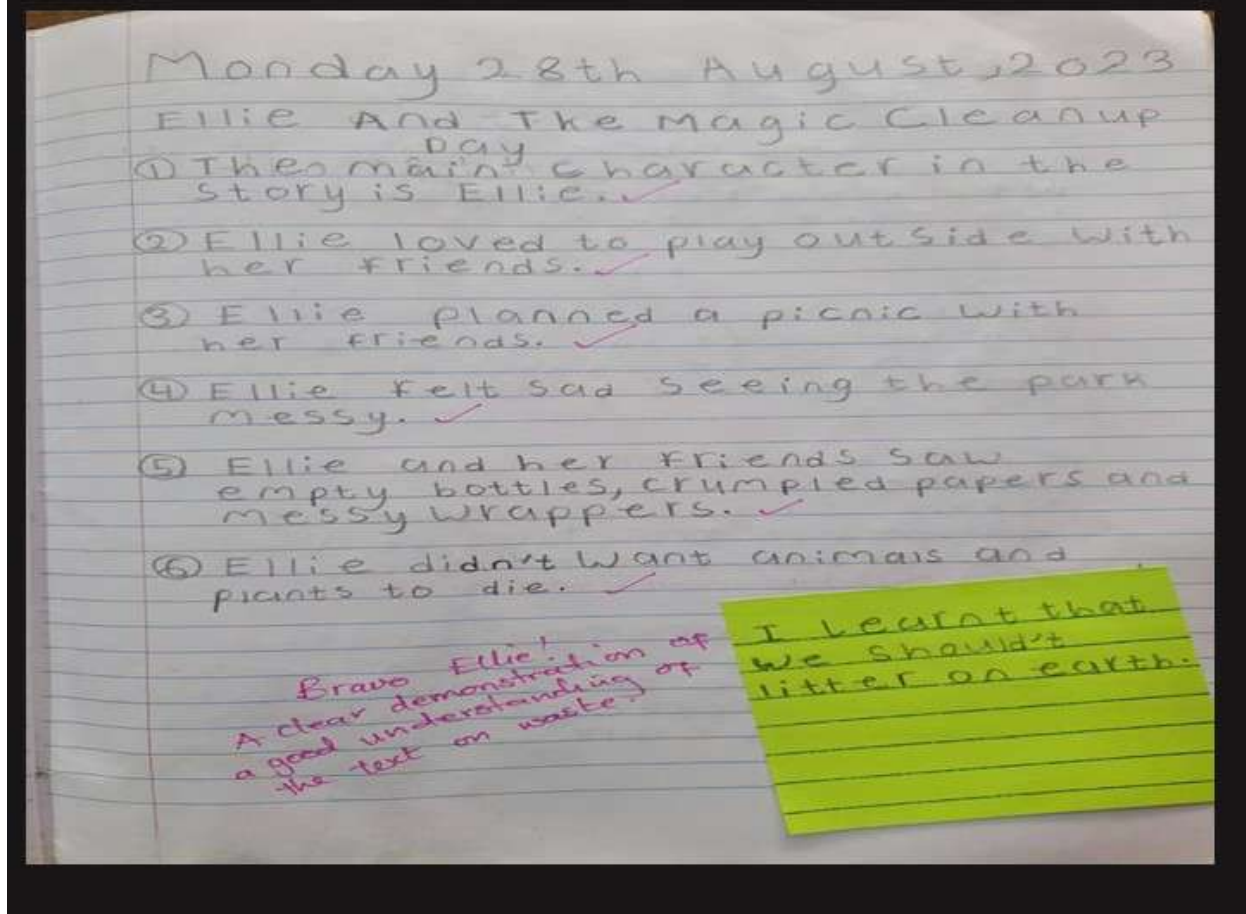 Monday 28th August, 2023
Ellie And The Magic Cleanup
Day
① The main character in the
story is Ellie.
② Ellie loved to play outside with
her friends.
③ Ellie planned a picnic with
her friends.
④ Ellie felt sad seeing the park
messy.
⑤ Ellie and her friends saw
empty bottles, crumpled papers and
messy wrappers.
⑥ Ellie didn't want animals and
plants to die.
Bravo Ellie!
A clear demonstration of
a good understanding of
the text on waste.
I Learnt that
we should't
litter on earth.